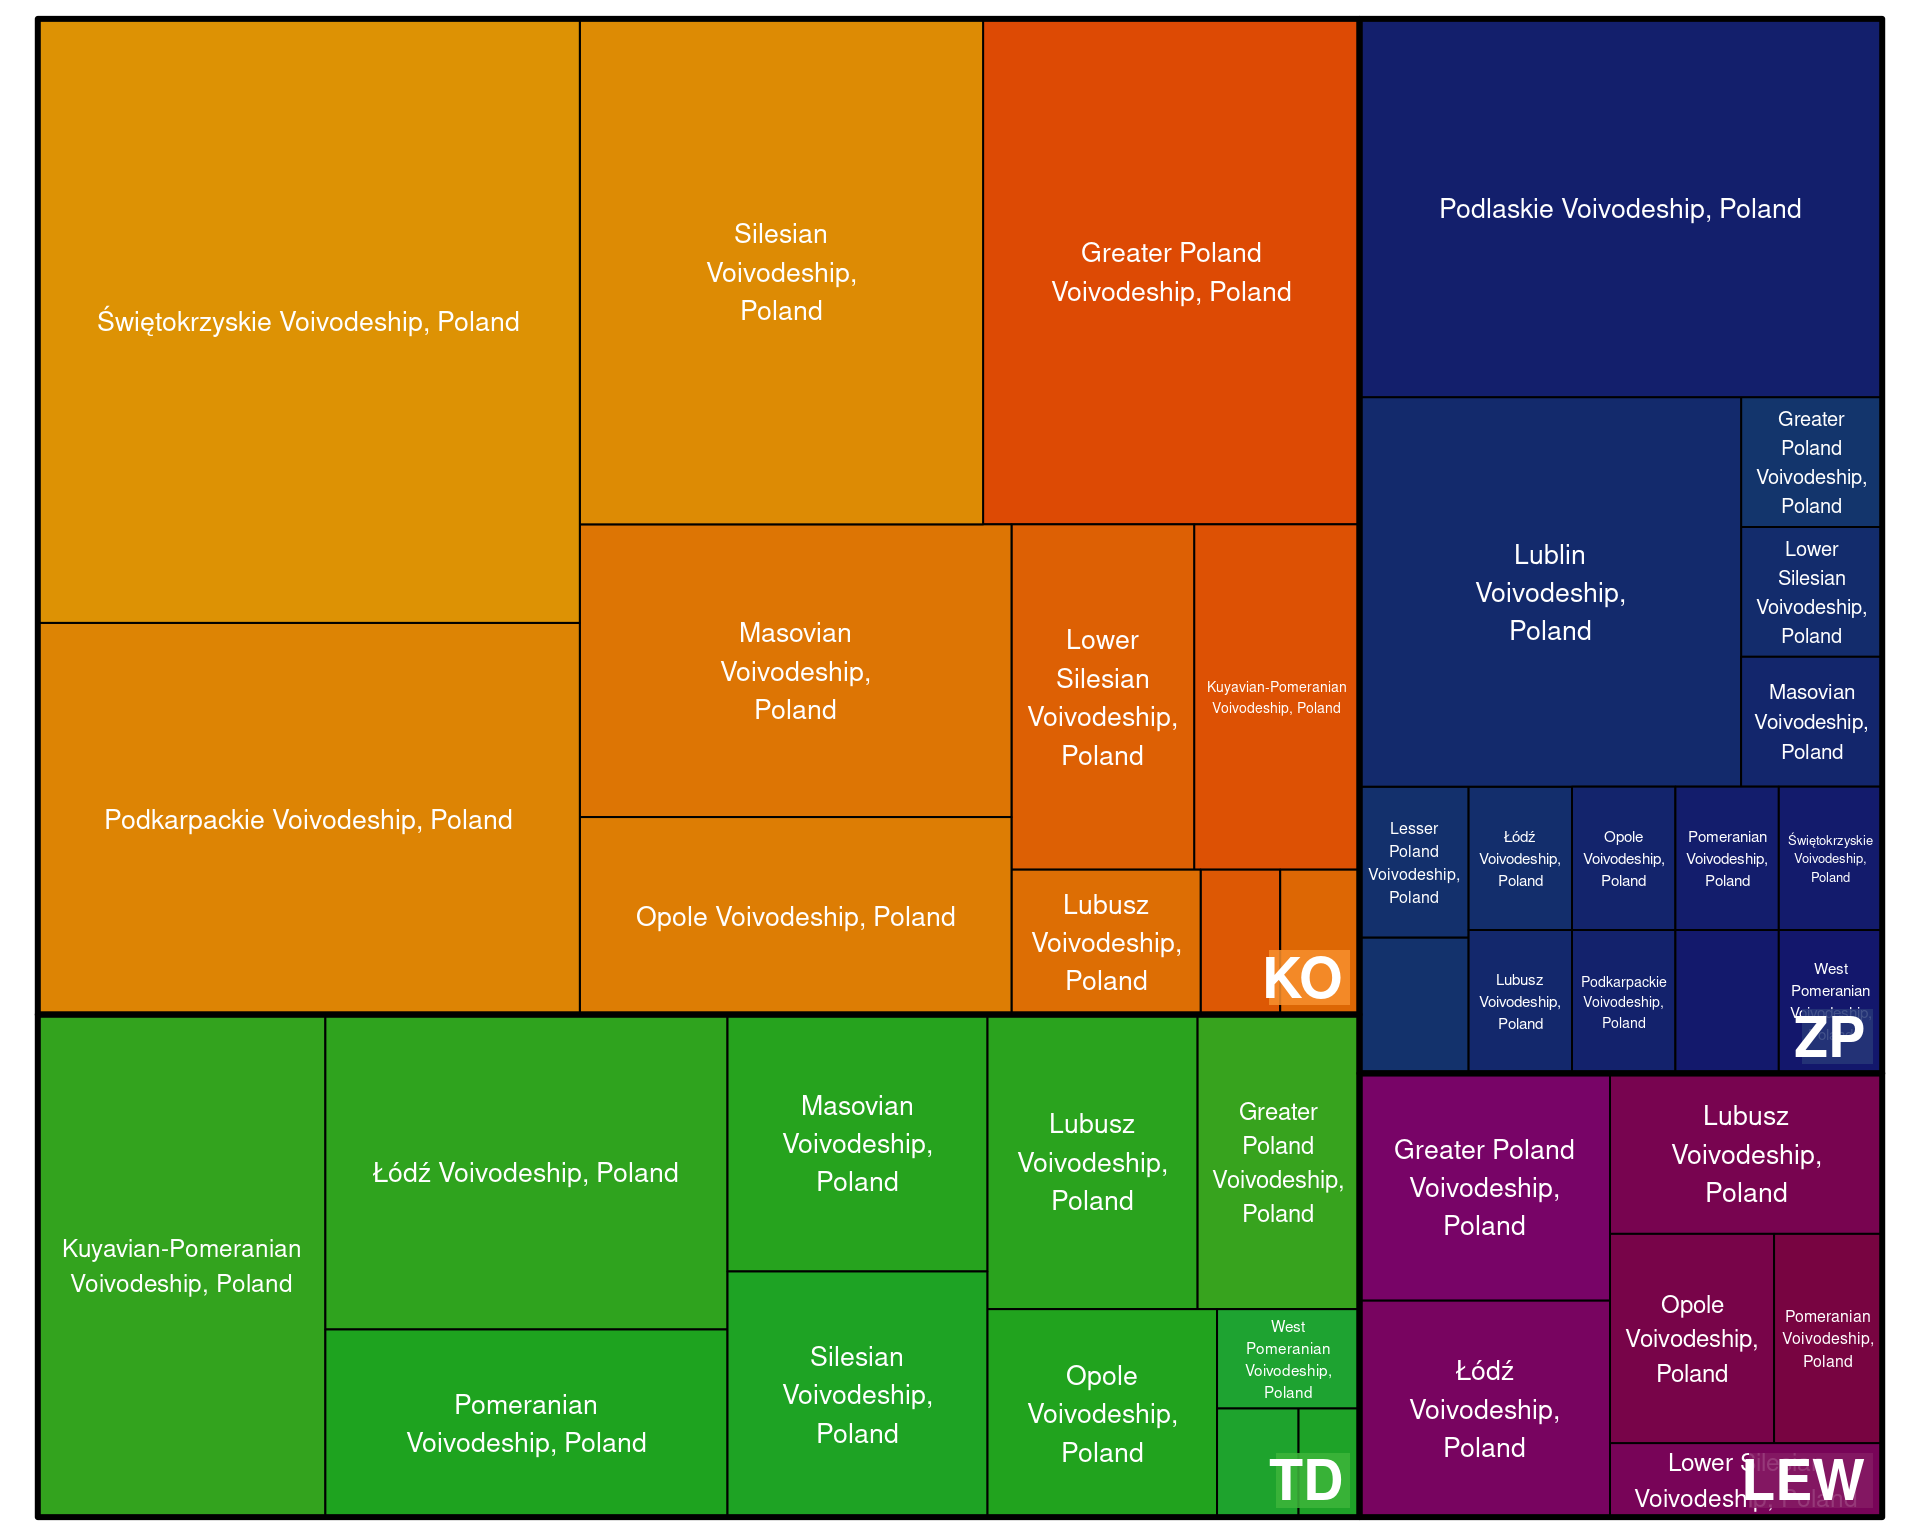 Świętokrzyskie Voivodeship, Poland
Podkarpackie Voivodeship, Poland
Silesian
Voivodeship,
Poland
Greater Poland
Voivodeship, Poland
Masovian
Voivodeship,
Poland
Opole Voivodeship, Poland
Lower
Silesian
Voivodeship,
Poland
Kuyavian-Pomeranian
Voivodeship, Poland
Lubusz
Voivodeship,
Poland
KO
Podlaskie Voivodeship, Poland
Lublin
Voivodeship,
Poland
Greater
Poland
Voivodeship,
Poland
Lower
Silesian
Voivodeship,
Poland
Masovian
Voivodeship,
Poland
Lesser
Poland
Voivodeship,
Poland
Łódź
Voivodeship,
Poland
Opole
Voivodeship,
Poland
Pomeranian
Voivodeship,
Poland
Świętokrzyskie
Voivodeship,
Poland
Lubusz
Voivodeship,
Poland
Podkarpackie
Voivodeship,
Poland
West
Pomeranian
Voivodeship,
Poland
ZP
Kuyavian-Pomeranian
Voivodeship, Poland
Łódź Voivodeship, Poland
Pomeranian
Voivodeship, Poland
Masovian
Voivodeship,
Poland
Silesian
Voivodeship,
Poland
Lubusz
Voivodeship,
Poland
Greater
Poland
Voivodeship,
Poland
Opole
Voivodeship,
Poland
West
Pomeranian
Voivodeship,
Poland
TD
Greater Poland
Voivodeship,
Poland
Łódź
Voivodeship,
Poland
Lubusz
Voivodeship,
Poland
Opole
Voivodeship,
Poland
Pomeranian
Voivodeship,
Poland
Lower Silesian
Voivodeship, Poland
LEW